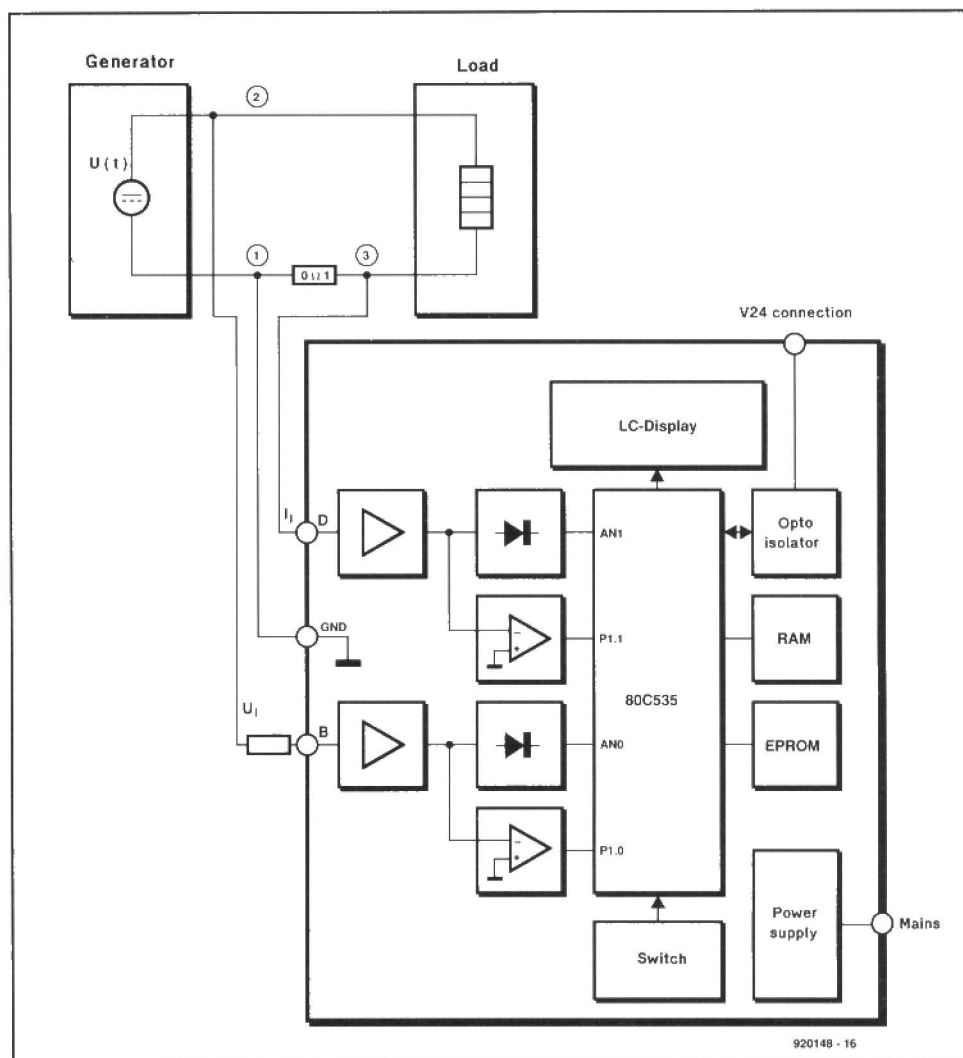 Generator
Load
2
U(t)
1
0Ω1
3
V24 connection
LC-Display
I₁
D
AN1
Opto
isolator
GND
-
+
P1.1
RAM
80C535
U₁
B
AN0
EPROM
-
+
P1.0
Power
supply
Mains
Switch
920148 - 16